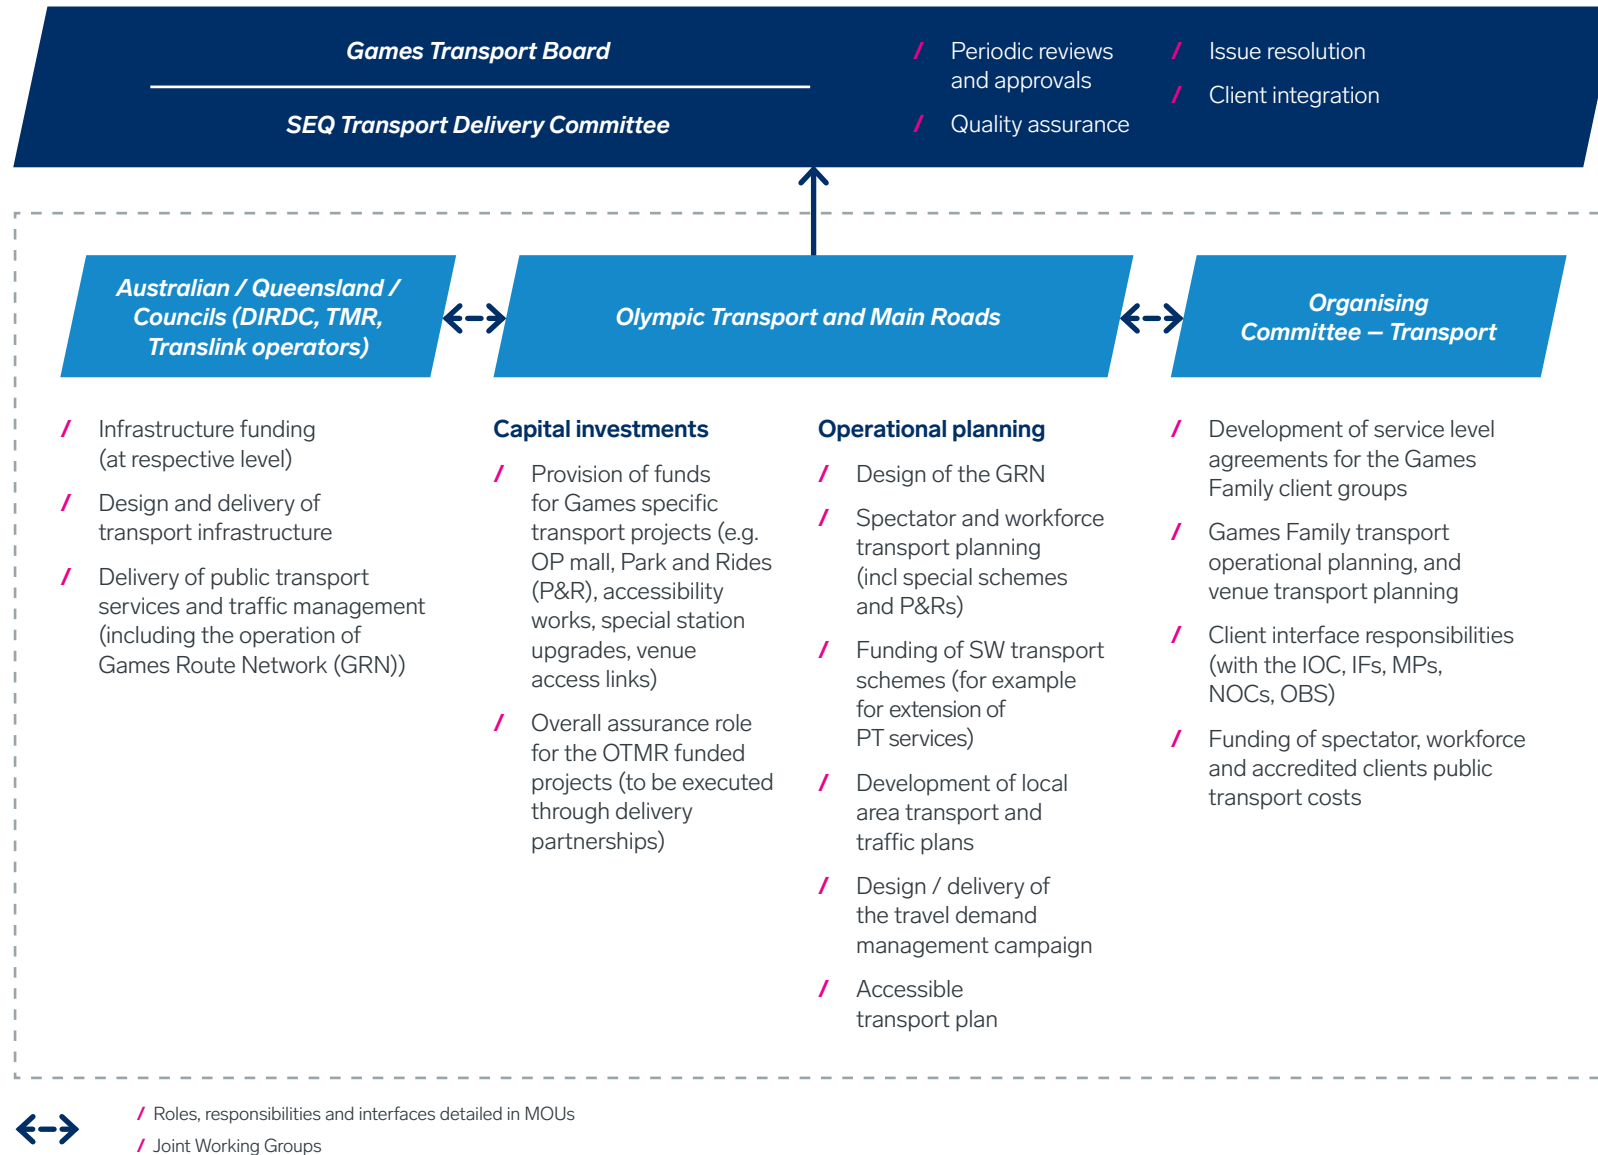 Games Transport Board
SEQ Transport Delivery Committee
/ Periodic reviews
and approvals
/ Quality assurance
/ Issue resolution
/ Client integration
Australian / Queensland /
Councils (DIRDC, TMR,
Translink operators)
Olympic Transport and Main Roads
Organising
Committee – Transport
/ Infrastructure funding
(at respective level)
/ Design and delivery of
transport infrastructure
/ Delivery of public transport
services and traffic management
(including the operation of
Games Route Network (GRN))
Capital investments
/ Provision of funds
for Games specific
transport projects (e.g.
OP mall, Park and Rides
(P&R), accessibility
works, special station
upgrades, venue
access links)
/ Overall assurance role
for the OTMR funded
projects (to be executed
through delivery
partnerships)
Operational planning
/ Design of the GRN
/ Spectator and workforce
transport planning
(incl special schemes
and P&Rs)
/ Funding of SW transport
schemes (for example
for extension of
PT services)
/ Development of local
area transport and
traffic plans
/ Design / delivery of
the travel demand
management campaign
/ Accessible
transport plan
/ Development of service level
agreements for the Games
Family client groups
/ Games Family transport
operational planning, and
venue transport planning
/ Client interface responsibilities
(with the IOC, IFs, MPs,
NOCs, OBS)
/ Funding of spectator, workforce
and accredited clients public
transport costs
/ Roles, responsibilities and interfaces detailed in MOUs
/ Joint Working Groups